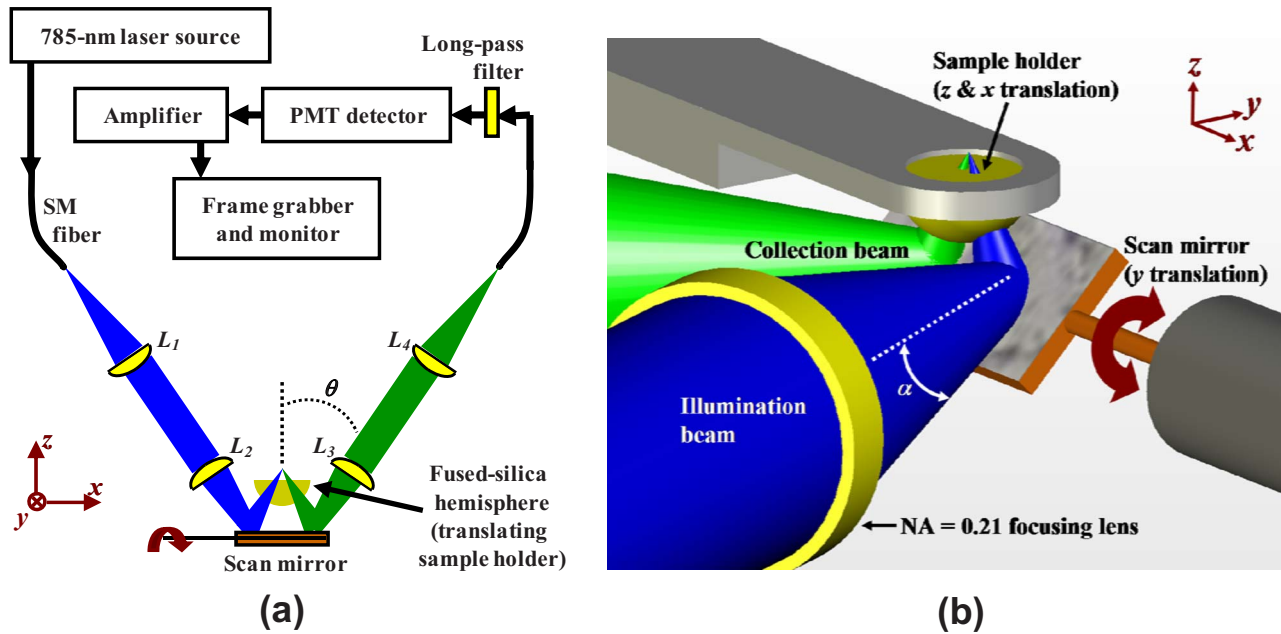 785-nm laser source
Long-pass
filter
Amplifier
PMT detector
SM
fiber
Frame grabber
and monitor
L1
L4
θ
L2
L3
z
x
y
Fused-silica
hemisphere
(translating
sample holder)
Scan mirror
(a)
Sample holder
(z & x translation)
z
y
x
Collection beam
Scan mirror
(y translation)
α
Illumination
beam
NA = 0.21 focusing lens
(b)